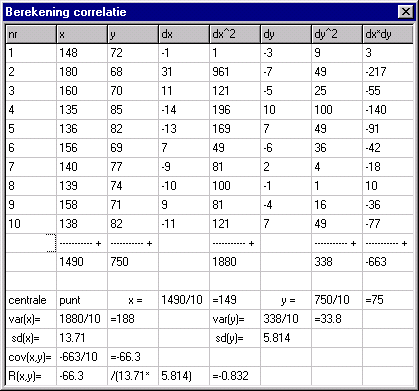 Berekening correlatie
nr x y dx dx^2 dy dy^2 dx*dy
1 148 72 -1 1 -3 9 3
2 180 68 31 961 -7 49 -217
3 160 70 11 121 -5 25 -55
4 135 85 -14 196 10 100 -140
5 136 82 -13 169 7 49 -91
6 156 69 7 49 -6 36 -42
7 140 77 -9 81 2 4 -18
8 139 74 -10 100 -1 1 10
9 158 71 9 81 -4 16 -36
10 138 82 -11 121 7 49 -77
----------- + ----------- + ----------- + ----------- + ----------- +
1490 750 1880 338 -663
centrale punt x = 1490/10 =149 y = 750/10 =75
var(x)= 1880/10 =188 var(y)= 338/10 =33.8
sd(x)= 13.71 sd(y)= 5.814
cov(x,y)= -663/10 =-66.3
R(x,y)= -66.3 /(13.71* 5.814) =-0.832